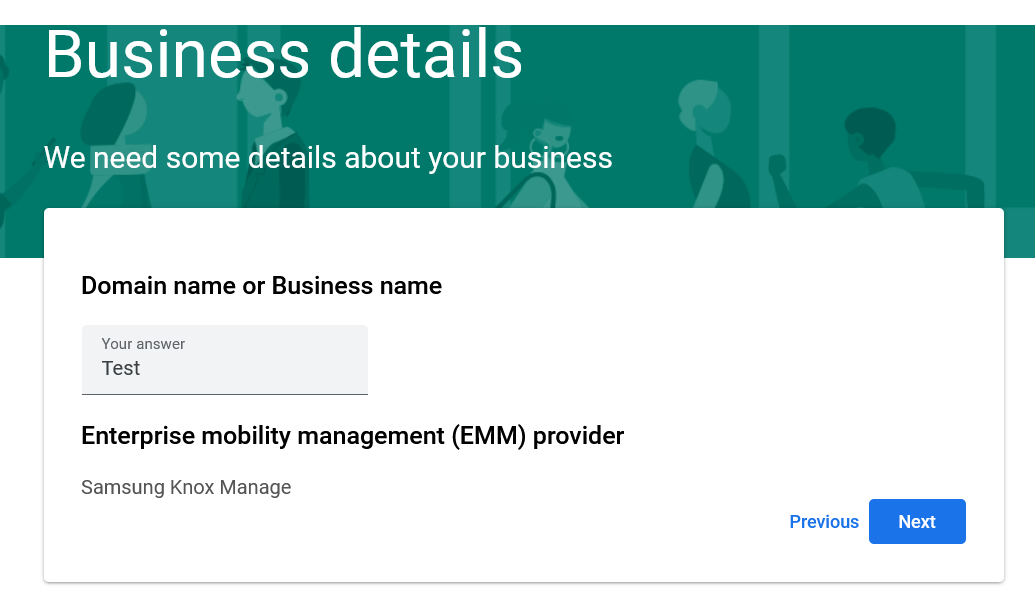 Business details
We need some details about your business
Domain name or Business name
Your answer
Test
Enterprise mobility management (EMM) provider
Samsung Knox Manage
Previous Next